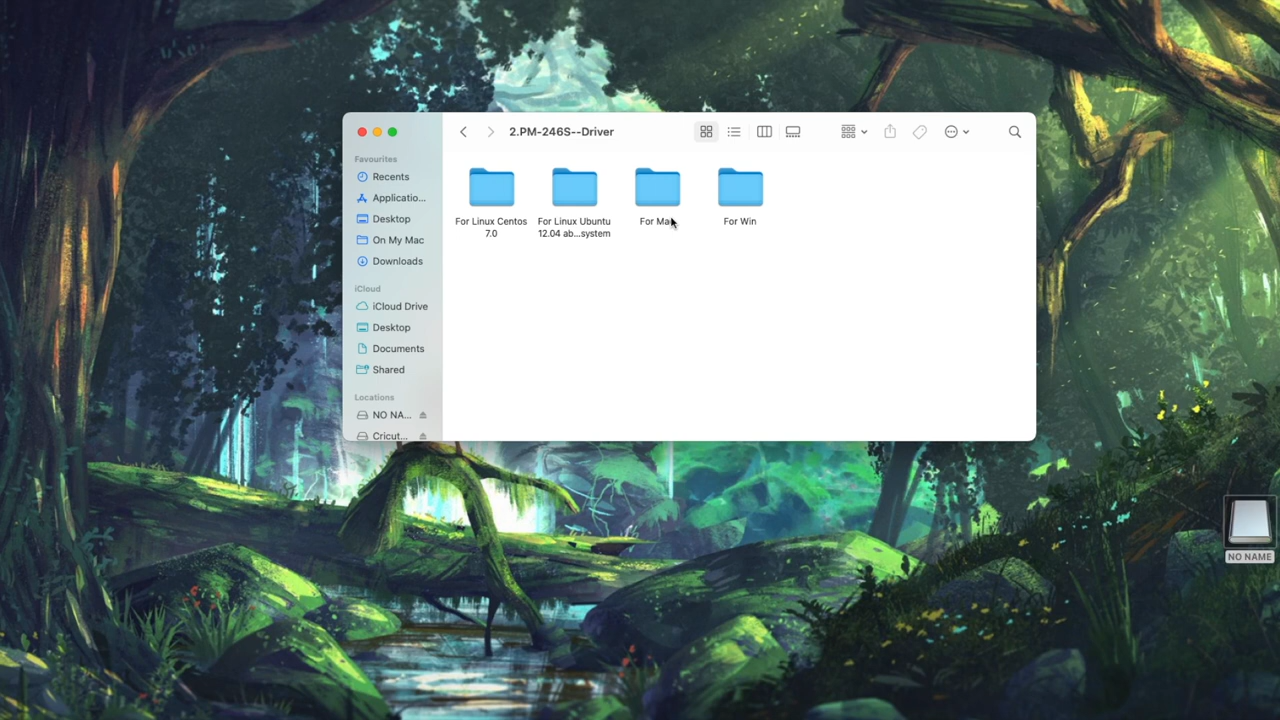 2.PM-246S--Driver
Favourites
Recents
Applicatio...
Desktop
On My Mac
Downloads
iCloud
iCloud Drive
Desktop
Documents
Shared
Locations
NO NA...
Cricut...
For Linux Centos
7.0
For Linux Ubuntu
12.04 ab...system
For Mac
For Win
NO NAME